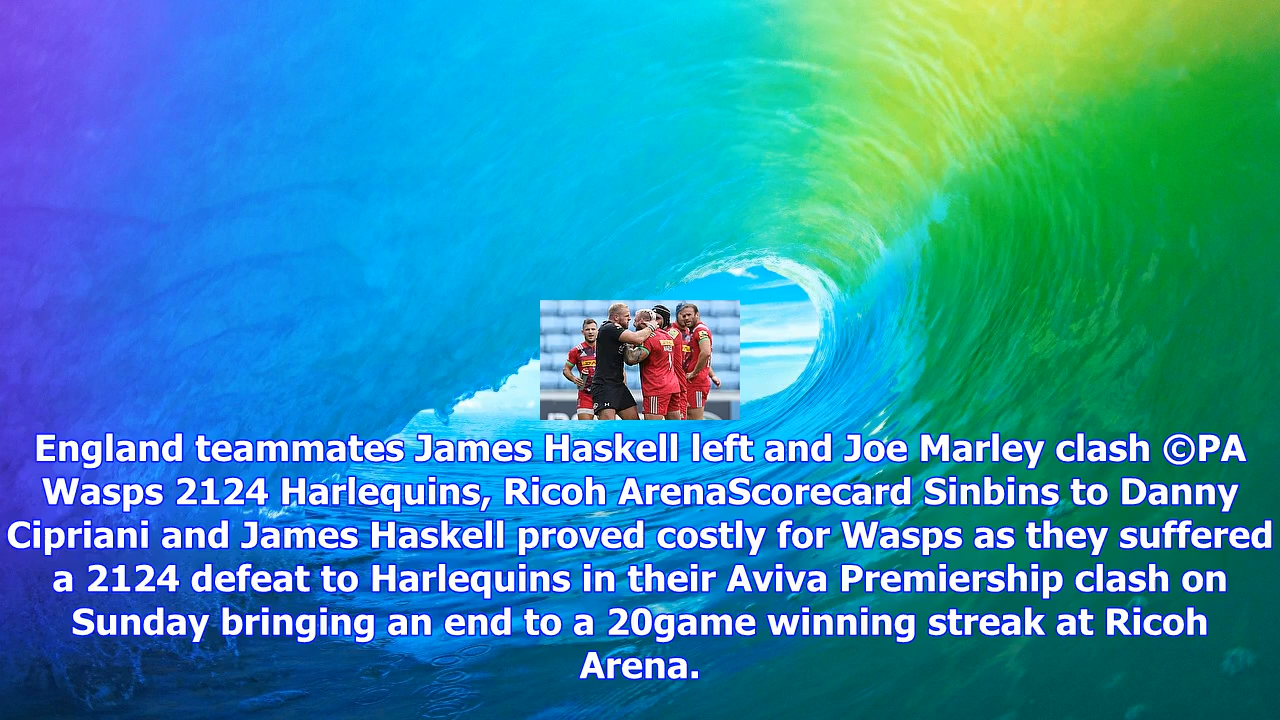 England teammates James Haskell left and Joe Marley clash ©PA
Wasps 2124 Harlequins, Ricoh ArenaScorecard Sinbins to Danny
Cipriani and James Haskell proved costly for Wasps as they suffered
a 2124 defeat to Harlequins in their Aviva Premiership clash on
Sunday bringing an end to a 20game winning streak at Ricoh
Arena.